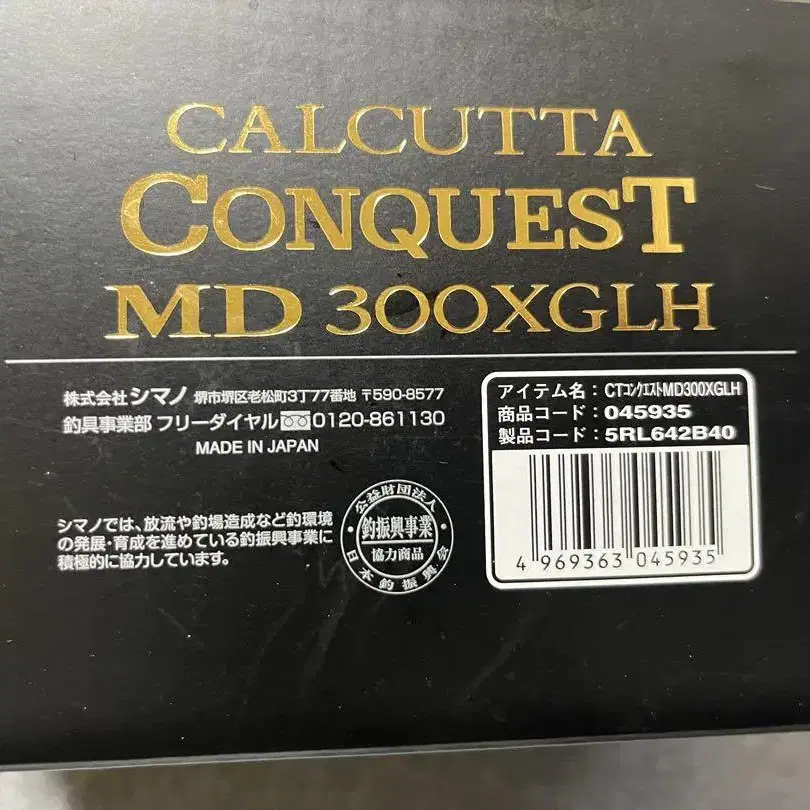 CALCUTTA
CONQUEST
MD 300XGLH
株式会社 シマノ 堺市堺区老松町3丁77番地 〒590-8577
釣具事業部 フリーダイヤル 0120-861130
MADE IN JAPAN
アイテム名：CTコンクエストMD300XGLH
商品コード：045935
製品コード：5RL642B40
4 969363 045935
シマノでは、放流や釣場造成など釣環境
の発展・育成を進めている釣振興事業に
積極的に協力しています。
公益財団法人
釣振興事業
協力商品
日本釣振興会